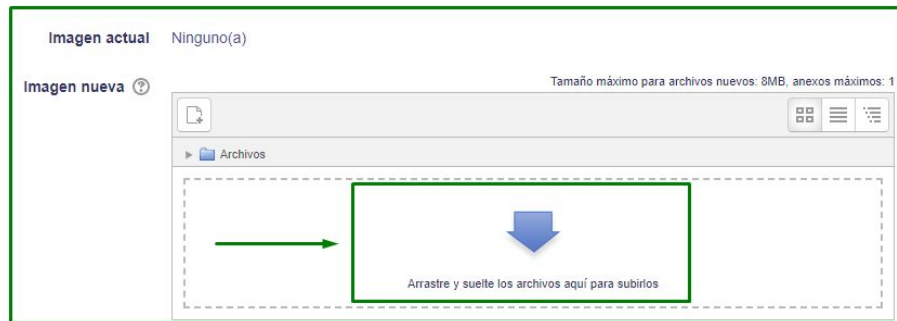 Imagen actual Ninguno(a)
Imagen nueva
Tamaño máximo para archivos nuevos: 8MB, anexos máximos: 1
Archivos
Arrastre y suelte los archivos aquí para subirlos